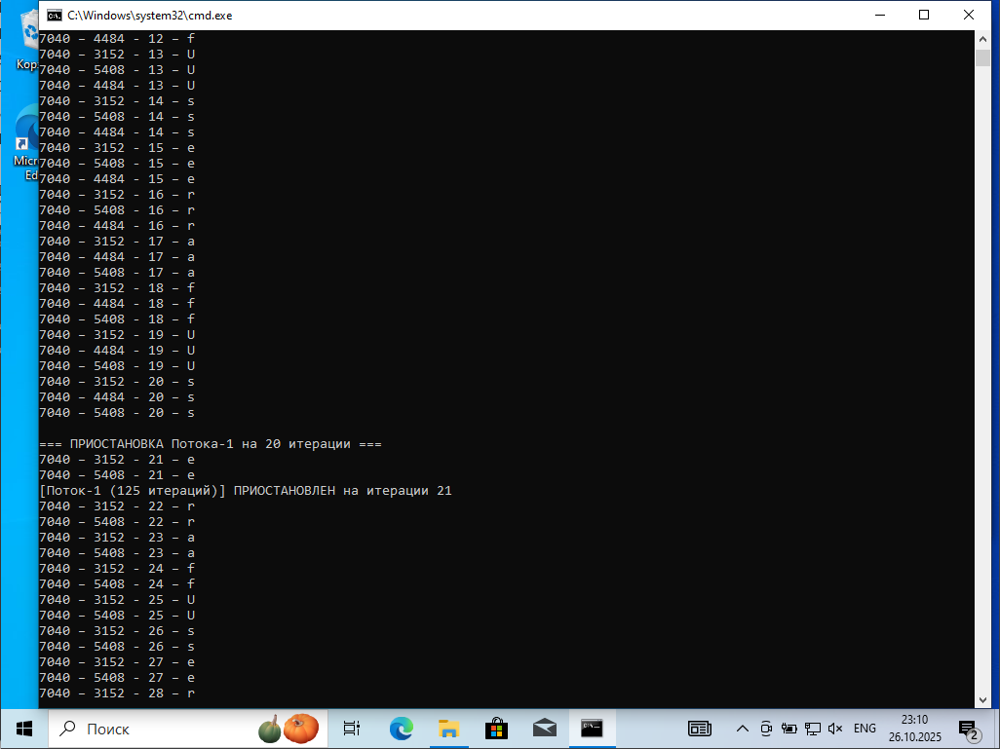 C:\Windows\system32\cmd.exe
Кор
Micr
Ed
7040 – 4484 - 12 – f
7040 – 3152 - 13 – U
7040 – 5408 - 13 – U
7040 – 4484 - 13 – U
7040 – 3152 - 14 – s
7040 – 5408 - 14 – s
7040 – 4484 - 14 – s
7040 – 3152 - 15 – e
7040 – 5408 - 15 – e
7040 – 4484 - 15 – e
7040 – 3152 - 16 – r
7040 – 5408 - 16 – r
7040 – 4484 - 16 – r
7040 – 3152 - 17 – a
7040 – 4484 - 17 – a
7040 – 5408 - 17 – a
7040 – 3152 - 18 – f
7040 – 4484 - 18 – f
7040 – 5408 - 18 – f
7040 – 3152 - 19 – U
7040 – 4484 - 19 – U
7040 – 5408 - 19 – U
7040 – 3152 - 20 – s
7040 – 4484 - 20 – s
7040 – 5408 - 20 – s
=== ПРИОСТАНОВКА Потока-1 на 20 итерации ===
7040 – 3152 - 21 – e
7040 – 5408 - 21 – e
[Поток-1 (125 итераций)] ПРИОСТАНОВЛЕН на итерации 21
7040 – 3152 - 22 – r
7040 – 5408 - 22 – r
7040 – 3152 - 23 – a
7040 – 5408 - 23 – a
7040 – 3152 - 24 – f
7040 – 5408 - 24 – f
7040 – 3152 - 25 – U
7040 – 5408 - 25 – U
7040 – 3152 - 26 – s
7040 – 5408 - 26 – s
7040 – 3152 - 27 – e
7040 – 5408 - 27 – e
7040 – 3152 - 28 – r
Поиск
ENG
23:10
26.10.2025
2